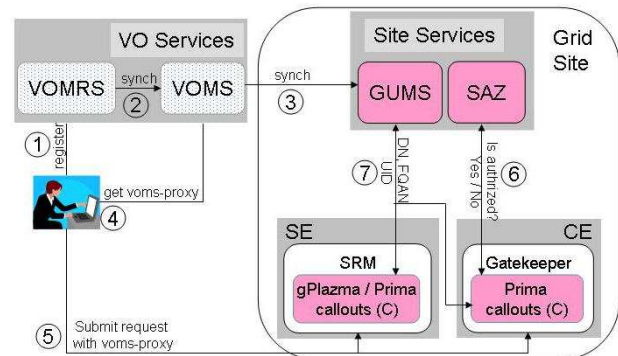 VO Services
Site Services
Grid
Site
VOMRS
synch
2
VOMS
synch
3
GUMS
SAZ
1
register
get voms-proxy
4
7
DN, FQAN
UID
Is authrized?
Yes / No
6
SE
SRM
gPlazma / Prima
callouts (C)
CE
Gatekeeper
Prima
callouts (C)
5
Submit request
with voms-proxy